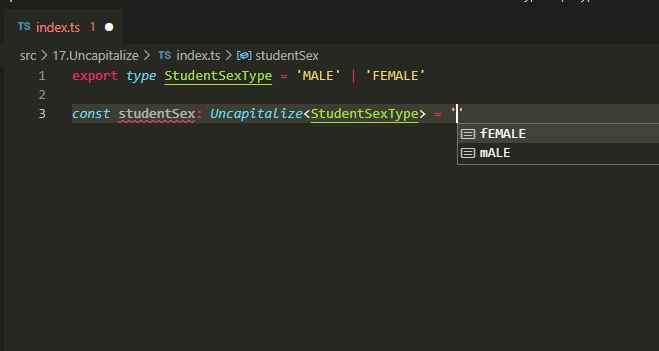 TS index.ts 1
src > 17.Uncapitalize > TS index.ts > studentSex
1 export type StudentSexType = 'MALE' | 'FEMALE'
2
3 const studentSex: Uncapitalize<StudentSexType> = ''
fEMALE
mALE